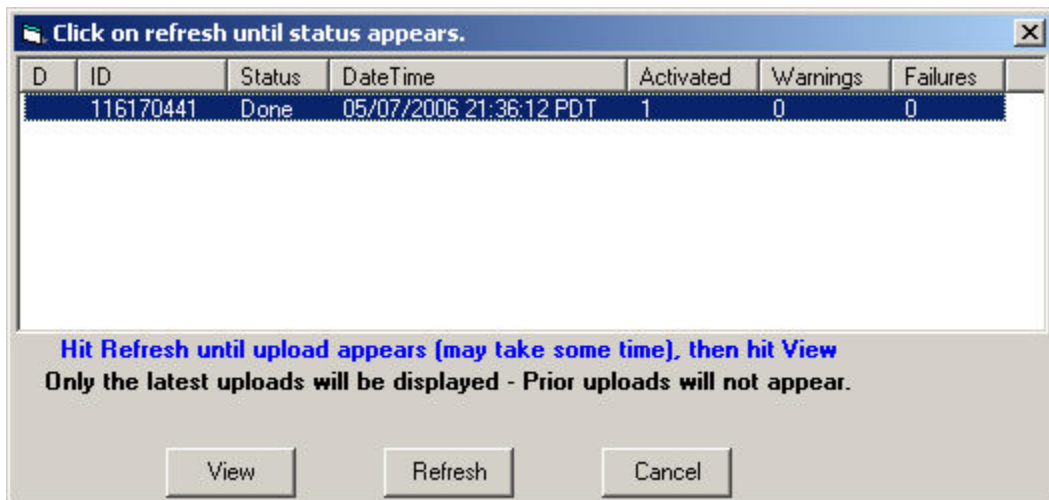 Click on refresh until status appears.
D ID Status DateTime Activated Warnings Failures
116170441 Done 05/07/2006 21:36:12 PDT 1 0 0
Hit Refresh until upload appears (may take some time), then hit View
Only the latest uploads will be displayed - Prior uploads will not appear.
View Refresh Cancel